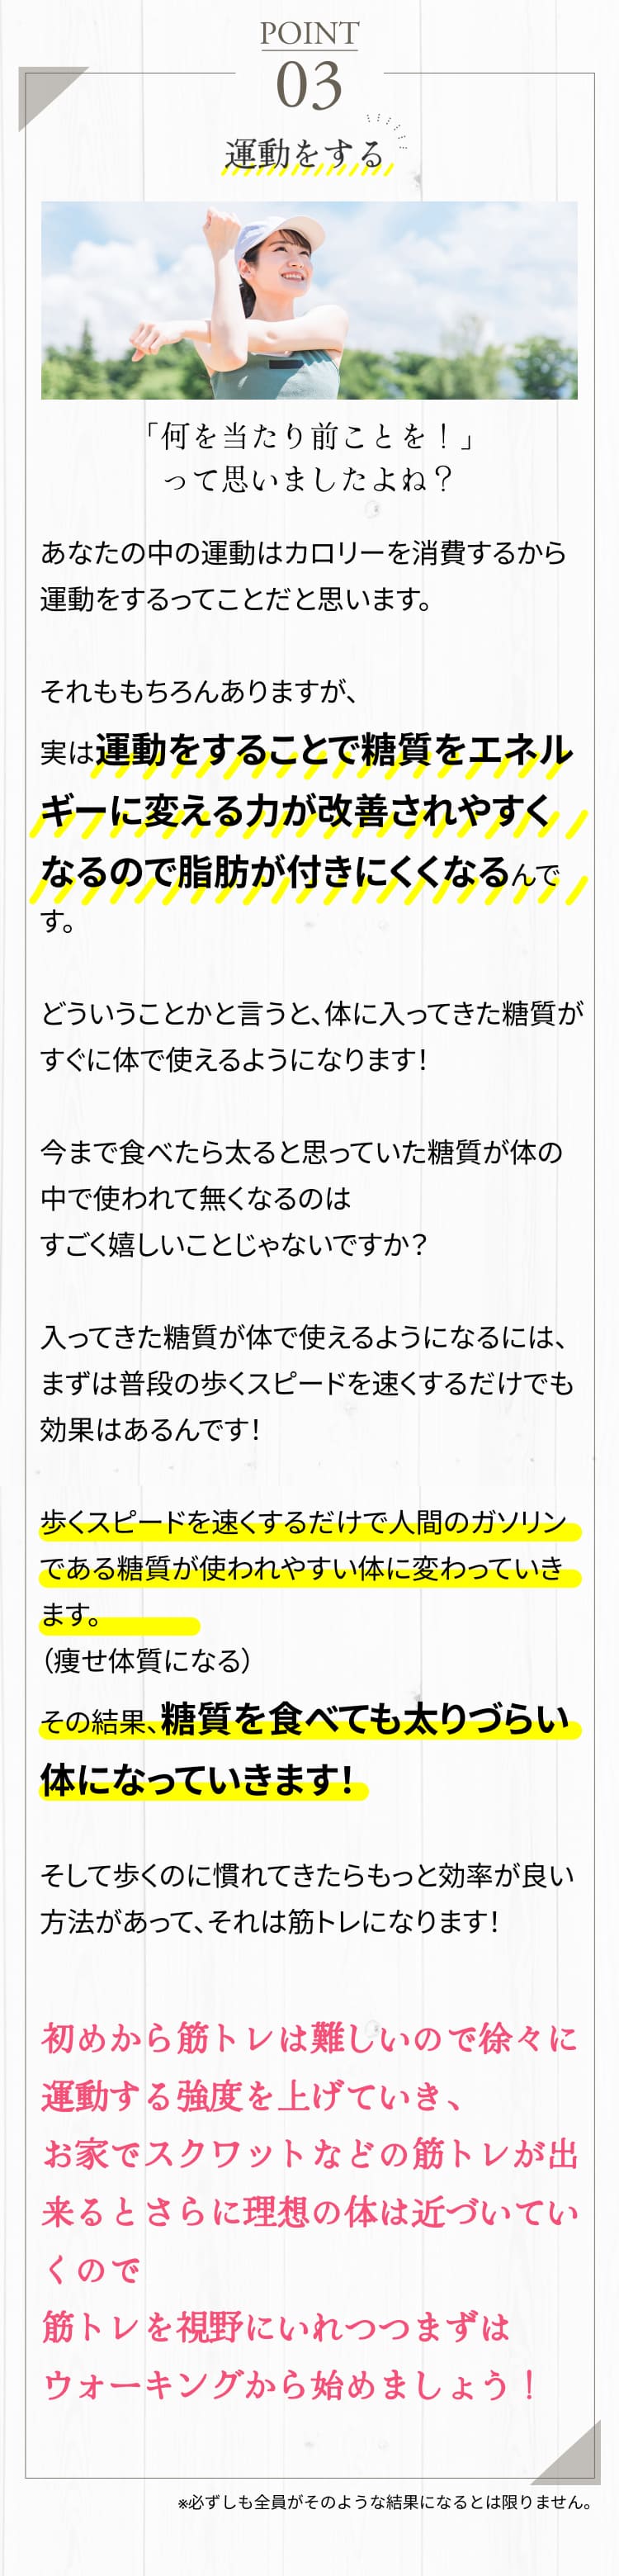 POINT
03
運動をする
「何を当たり前ことを！」
って思いましたよね？
あなたの中の運動はカロリーを消費するから
運動をするってことだと思います。
それももちろんありますが、
実は運動をすることで糖質をエネル
ギーに変える力が改善されやすく
なるので脂肪が付きにくくなるんで
す。
どういうことかと言うと、体に入ってきた糖質が
すぐに体で使えるようになります！
今まで食べたら太ると思っていた糖質が体の
中で使われて無くなるのは
すごく嬉しいことじゃないですか？
入ってきた糖質が体で使えるようになるには、
まずは普段の歩くスピードを速くするだけでも
効果はあるんです！
歩くスピードを速くするだけで人間のガソリン
である糖質が使われやすい体に変わっていき
ます。
（痩せ体質になる）
その結果、糖質を食べても太りづらい
体になっていきます！
そして歩くのに慣れてきたらもっと効率が良い
方法があって、それは筋トレになります！
初めから筋トレは難しいので徐々に
運動する強度を上げていき、
お家でスクワットなどの筋トレが出
来るとさらに理想の体は近づいてい
くので
筋トレを視野にいれつつまずは
ウォーキングから始めましょう！
※必ずしも全員がそのような結果になるとは限りません。